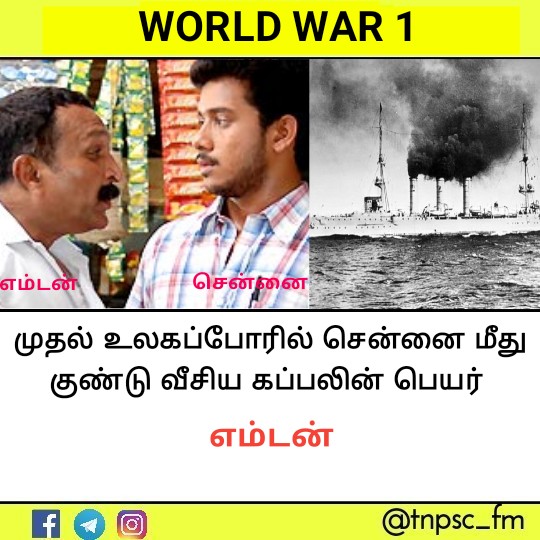 WORLD WAR 1
எம்டன்
சென்னை
முதல் உலகப்போரில் சென்னை மீது
குண்டு வீசிய கப்பலின் பெயர்
எம்டன்
@tnpsc_fm